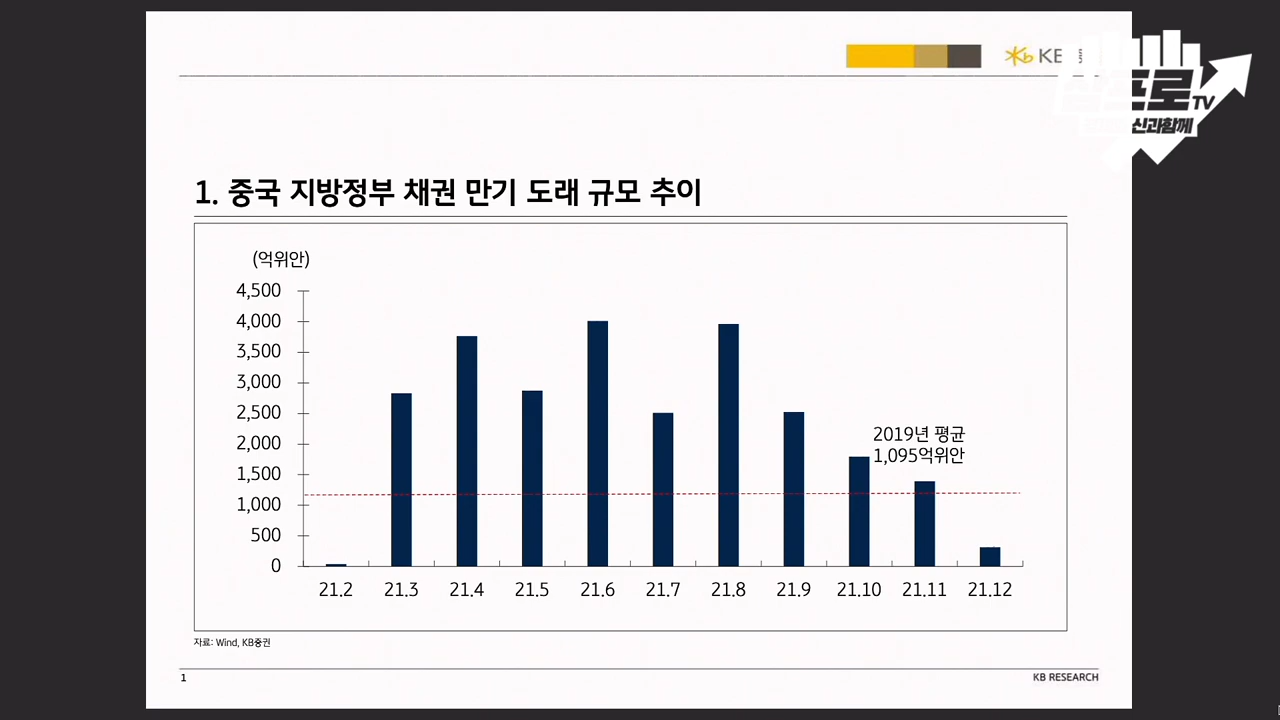 KB
프로TV
신과함께
1. 중국 지방정부 채권 만기 도래 규모 추이
(억위안)
4,500
4,000
3,500
3,000
2,500
2,000
1,500
1,000
500
0
2019년 평균
1,095억위안
21.2 21.3 21.4 21.5 21.6 21.7 21.8 21.9 21.10 21.11 21.12
자료: Wind, KB증권
1
KB RESEARCH